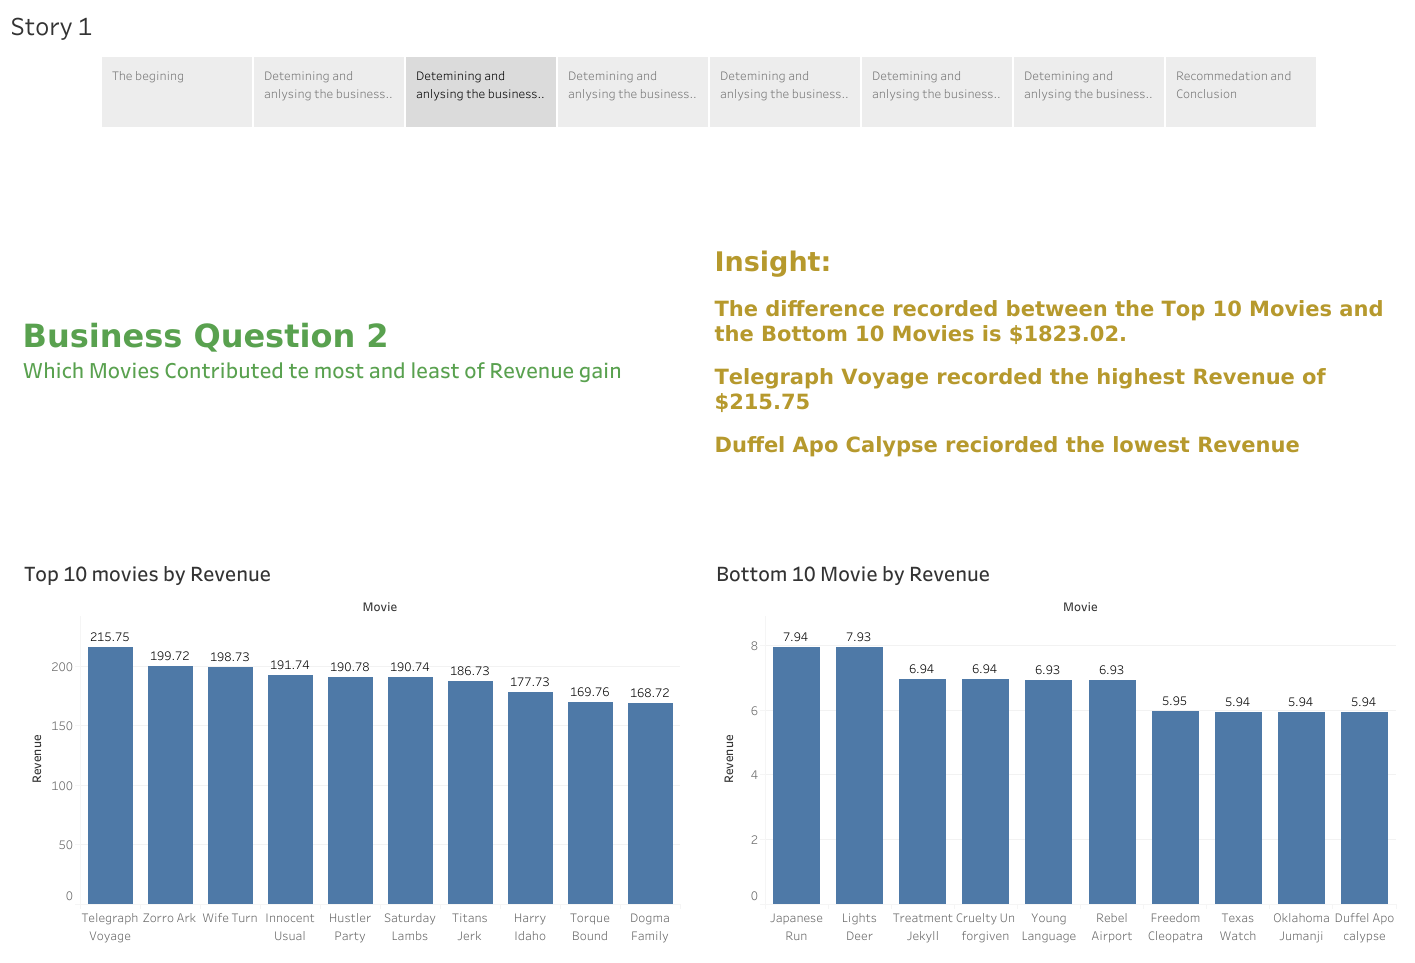 Story 1
The begining
Detemining and
anlysing the business..
Detemining and
anlysing the business..
Detemining and
anlysing the business..
Detemining and
anlysing the business..
Detemining and
anlysing the business..
Detemining and
anlysing the business..
Recommedation and
Conclusion
Business Question 2
Which Movies Contributed te most and least of Revenue gain
Insight:
The difference recorded between the Top 10 Movies and
the Bottom 10 Movies is $1823.02.
Telegraph Voyage recorded the highest Revenue of
$215.75
Duffel Apo Calypse reciorded the lowest Revenue
Top 10 movies by Revenue
Movie
Revenue
200
150
100
50
0
215.75
199.72
198.73
191.74
190.78
190.74
186.73
177.73
169.76
168.72
Telegraph
Voyage
Zorro Ark
Wife Turn
Innocent
Usual
Hustler
Party
Saturday
Lambs
Titans
Jerk
Harry
Idaho
Torque
Bound
Dogma
Family
Bottom 10 Movie by Revenue
Movie
Revenue
8
6
4
2
0
7.94
7.93
6.94
6.94
6.93
6.93
5.95
5.94
5.94
5.94
Japanese
Run
Lights
Deer
Treatment
Jekyll
Cruelty Un
forgiven
Young
Language
Rebel
Airport
Freedom
Cleopatra
Texas
Watch
Oklahoma
Jumanji
Duffel Apo
calypse